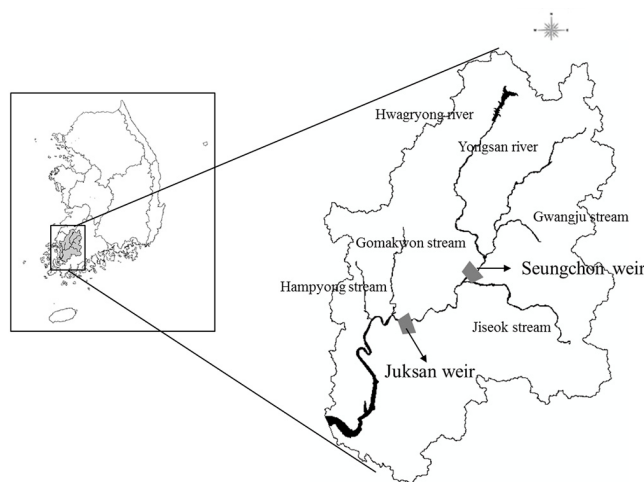 Hwagryong river
Yongsan river
Gwangju stream
Gomakwon stream
Seungchon weir
Hampyong stream
Jiseok stream
Juksan weir